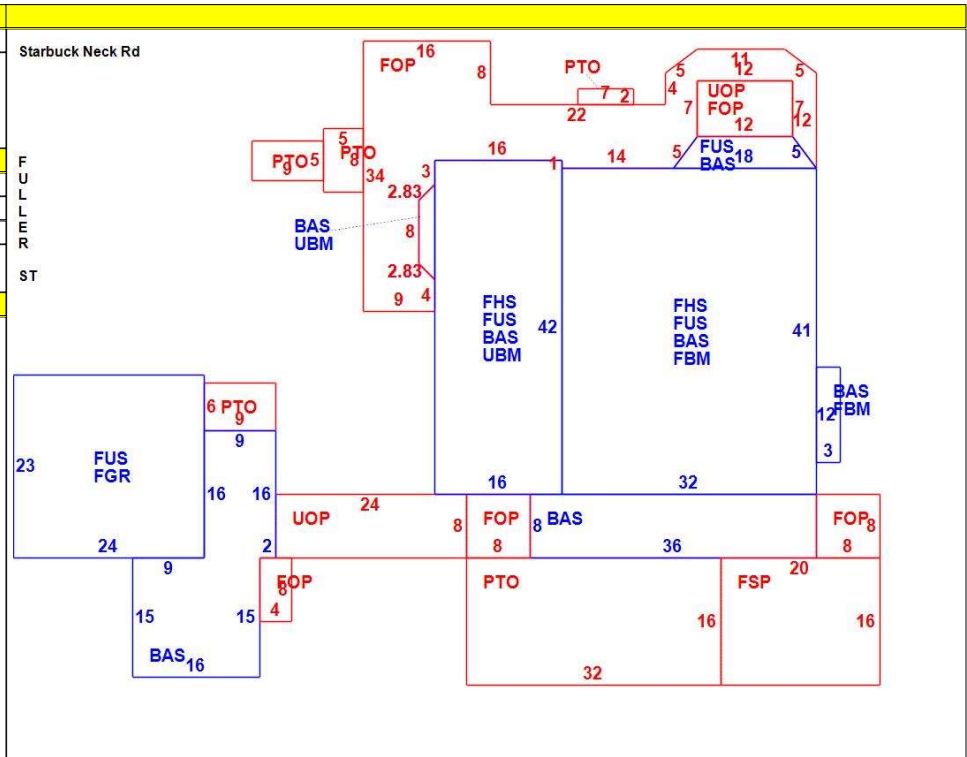 Starbuck Neck Rd
F
U
L
L
E
R
ST
16
FOP
8
PTO
7
2
22
11
12
5
5
4
UOP
FOP
7
7
12
12
FUS
BAS
18
5
5
5
PTO
5
9
PTO
8
34
16
1
14
3
2.83
8
2.83
9
4
BAS
UBM
FHS
FUS
BAS
UBM
42
16
FHS
FUS
BAS
FBM
41
32
BAS
FBM
12
3
23
FUS
FGR
24
6
PTO
9
9
16
16
2
9
15
15
BAS
16
UOP
24
8
FOP
8
8
BAS
36
FOP
8
8
FOP
8
4
PTO
16
32
FSP
20
16